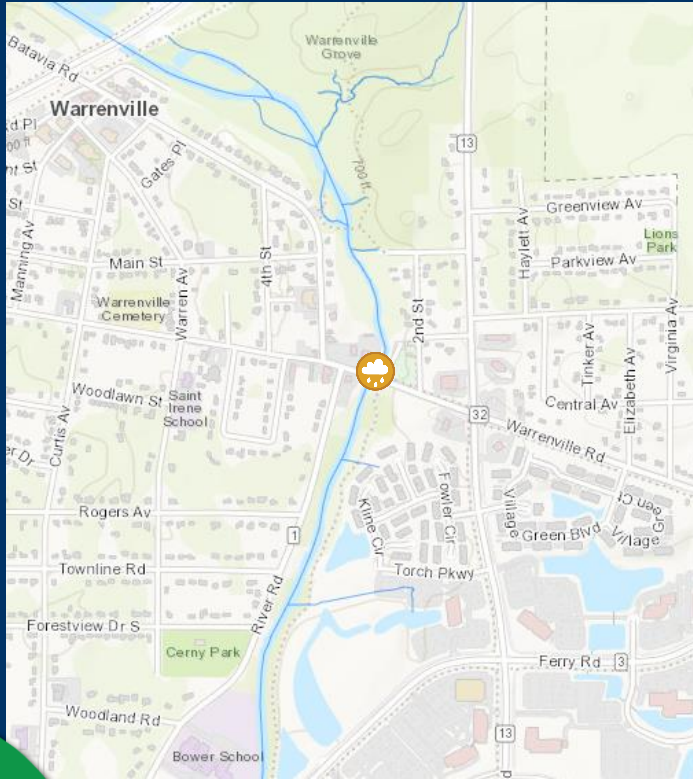 Batavia Rd
Warrenville
Grove
Warrenville
13
Gates Pl
700 ft
Greenview Av
Haylett Av
Lions
Park
Parkview Av
Manning Av
Main St
4th St
Warren Av
Warrenville
Cemetery
2nd St
Virginia Av
Tinker Av
Elizabeth Av
Woodlawn St
Saint
Irene
School
Central Av
32
Warrenville Rd
Curtis Av
Rogers Av
Kline Cir
Fowler Cir
Village
Green Blvd
Village
Green Ct
1
Townline Rd
Torch Pkwy
River Rd
Forestview Dr S
Cerny Park
Ferry Rd
3
Woodland Rd
13
Bower School